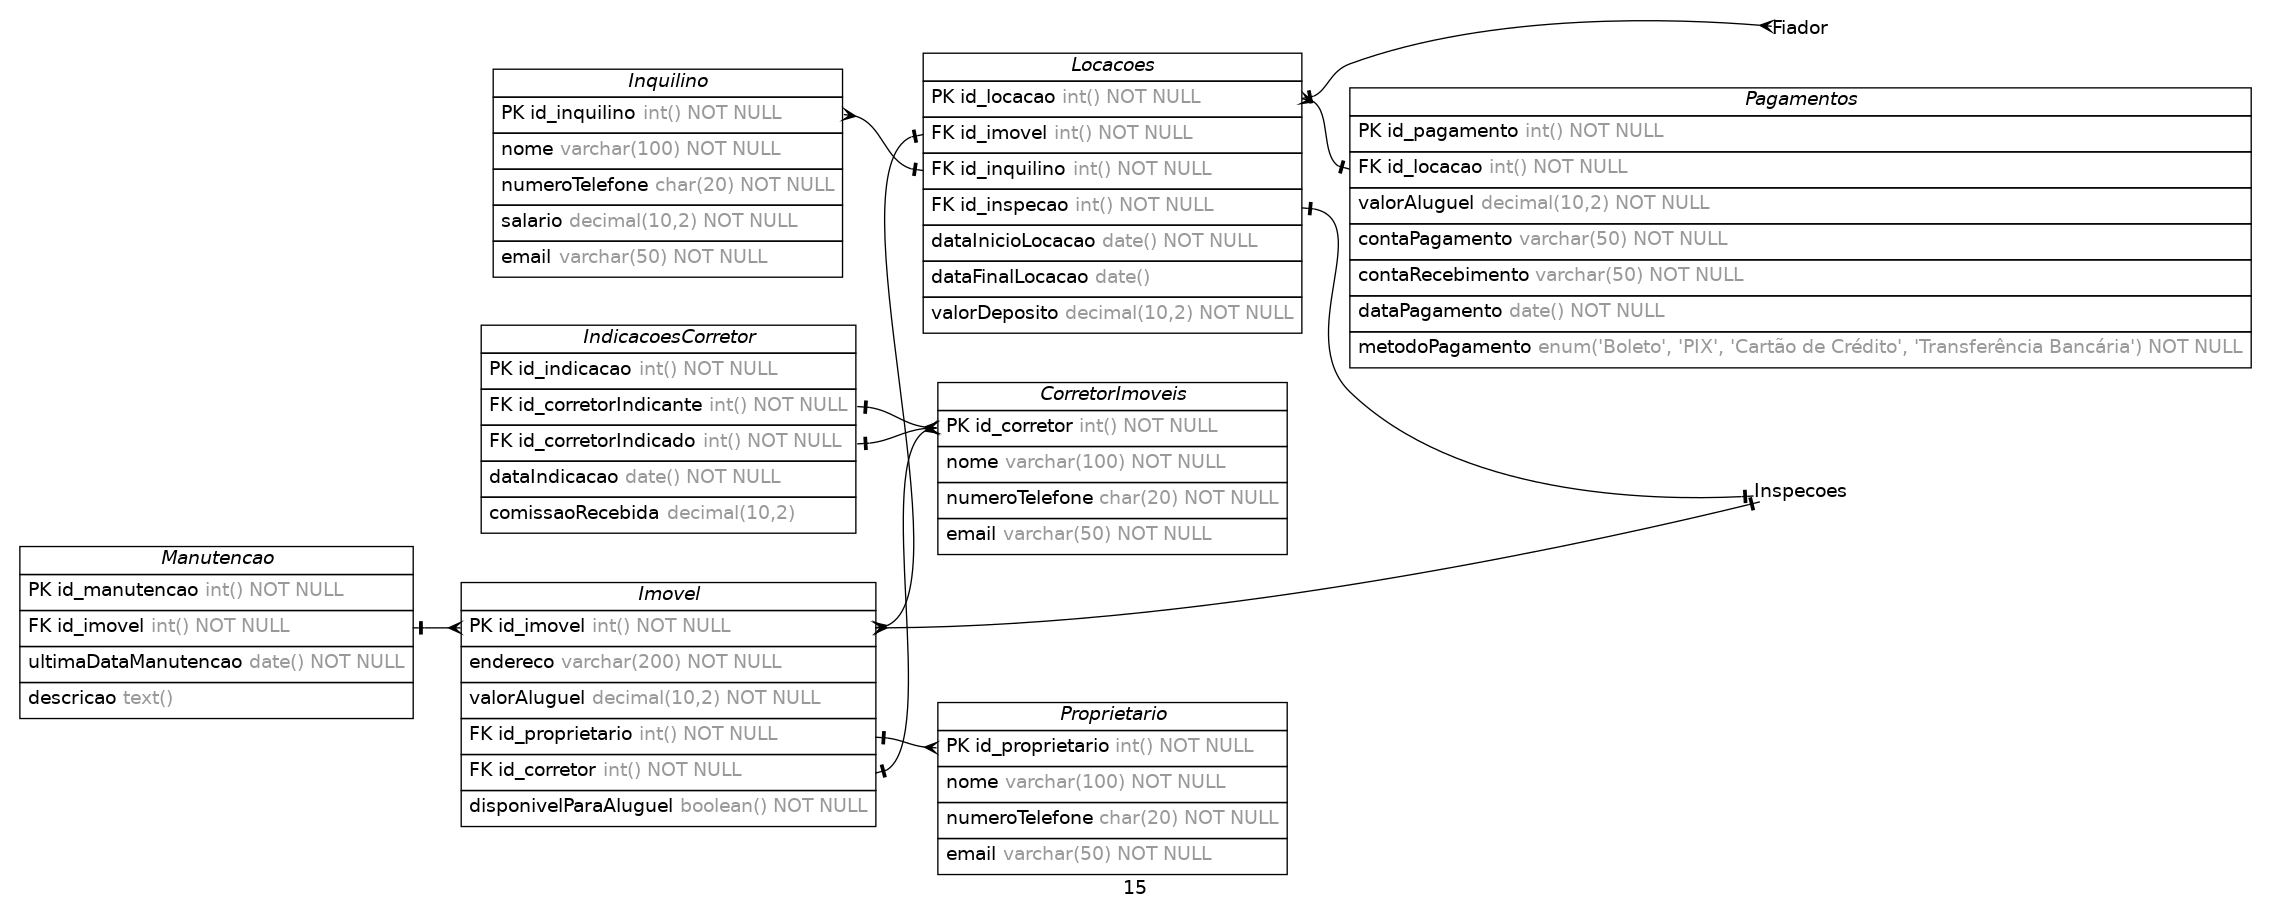 Fiador
Inquilino
PK id_inquilino int() NOT NULL
nome varchar(100) NOT NULL
numeroTelefone char(20) NOT NULL
salario decimal(10,2) NOT NULL
email varchar(50) NOT NULL
Locacoes
PK id_locacao int() NOT NULL
FK id_imovel int() NOT NULL
FK id_inquilino int() NOT NULL
FK id_inspecao int() NOT NULL
dataInicioLocacao date() NOT NULL
dataFinalLocacao date()
valorDeposito decimal(10,2) NOT NULL
Pagamentos
PK id_pagamento int() NOT NULL
FK id_locacao int() NOT NULL
valorAluguel decimal(10,2) NOT NULL
contaPagamento varchar(50) NOT NULL
contaRecebimento varchar(50) NOT NULL
dataPagamento date() NOT NULL
metodoPagamento enum('Boleto', 'PIX', 'Cartão de Crédito', 'Transferência Bancária') NOT NULL
IndicacoesCorretor
PK id_indicacao int() NOT NULL
FK id_corretorIndicante int() NOT NULL
FK id_corretorIndicado int() NOT NULL
dataIndicacao date() NOT NULL
comissaoRecebida decimal(10,2)
CorretorImoveis
PK id_corretor int() NOT NULL
nome varchar(100) NOT NULL
numeroTelefone char(20) NOT NULL
email varchar(50) NOT NULL
Inspecoes
Manutencao
PK id_manutencao int() NOT NULL
FK id_imovel int() NOT NULL
ultimaDataManutencao date() NOT NULL
descricao text()
Imovel
PK id_imovel int() NOT NULL
endereco varchar(200) NOT NULL
valorAluguel decimal(10,2) NOT NULL
FK id_proprietario int() NOT NULL
FK id_corretor int() NOT NULL
disponivelParaAluguel boolean() NOT NULL
Proprietario
PK id_proprietario int() NOT NULL
nome varchar(100) NOT NULL
numeroTelefone char(20) NOT NULL
email varchar(50) NOT NULL
15